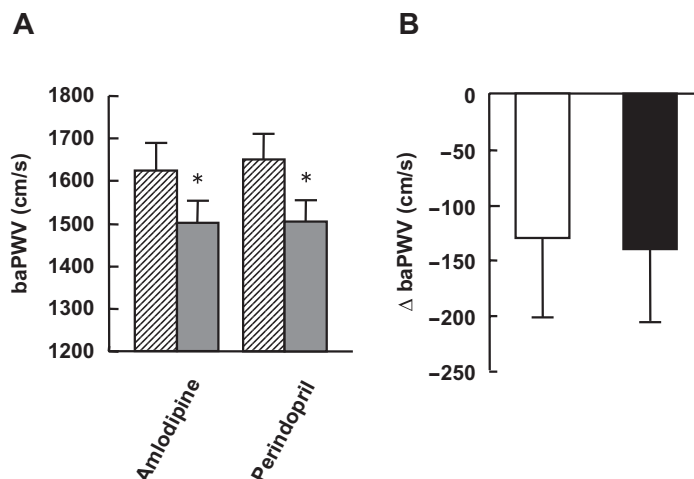 A
baPWV (cm/s)
1800
1700
1600
1500
1400
1300
1200
*
*
Amlodipine
Perindopril
B
Δ baPWV (cm/s)
0
−50
−100
−150
−200
−250